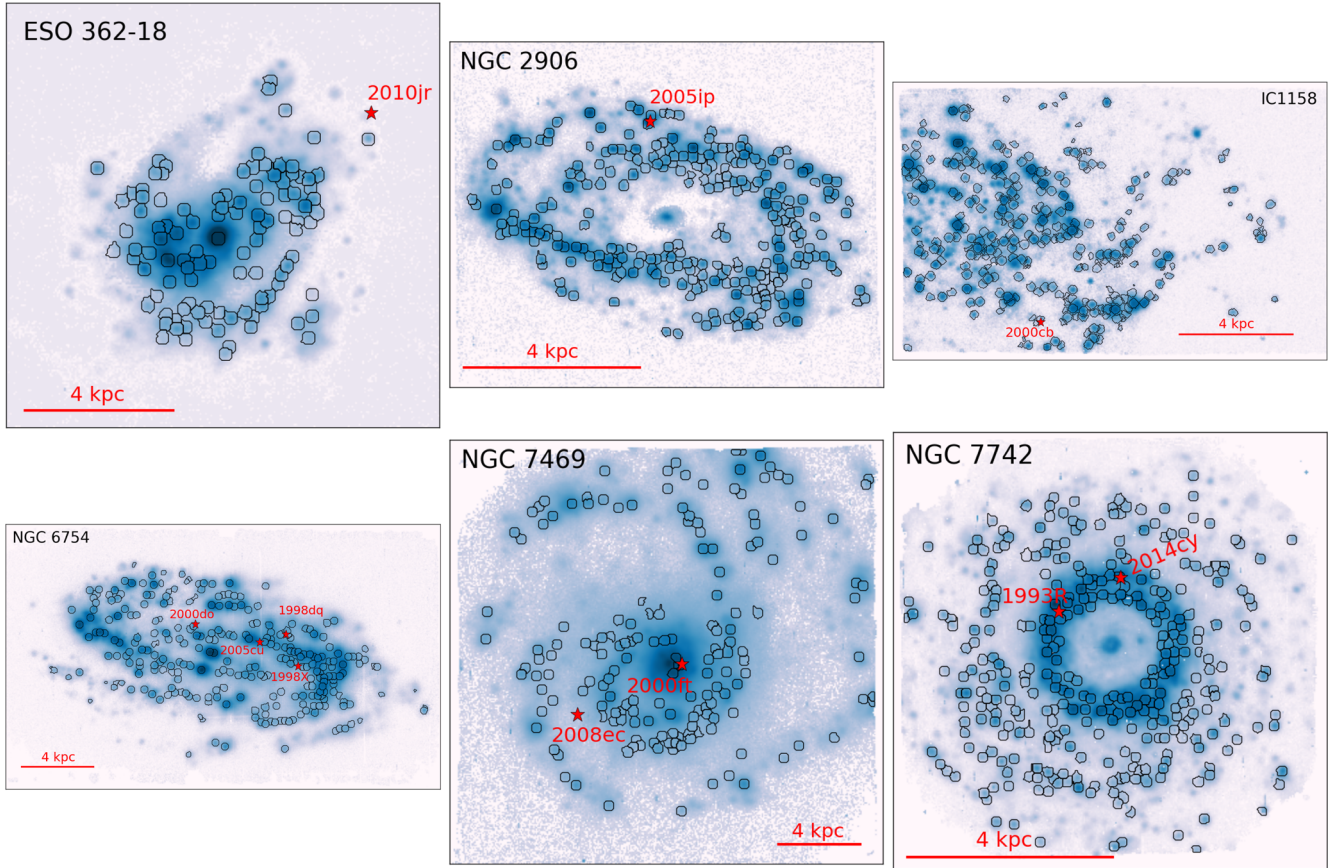 ESO 362-18
2010jr
4 kpc
NGC 2906
2005ip
4 kpc
IC1158
2000cb
4 kpc
NGC 6754
2000do
1998dq
2005cu
1998X
4 kpc
NGC 7469
2000ft
2008ec
4 kpc
NGC 7742
2014cy
1993R
4 kpc